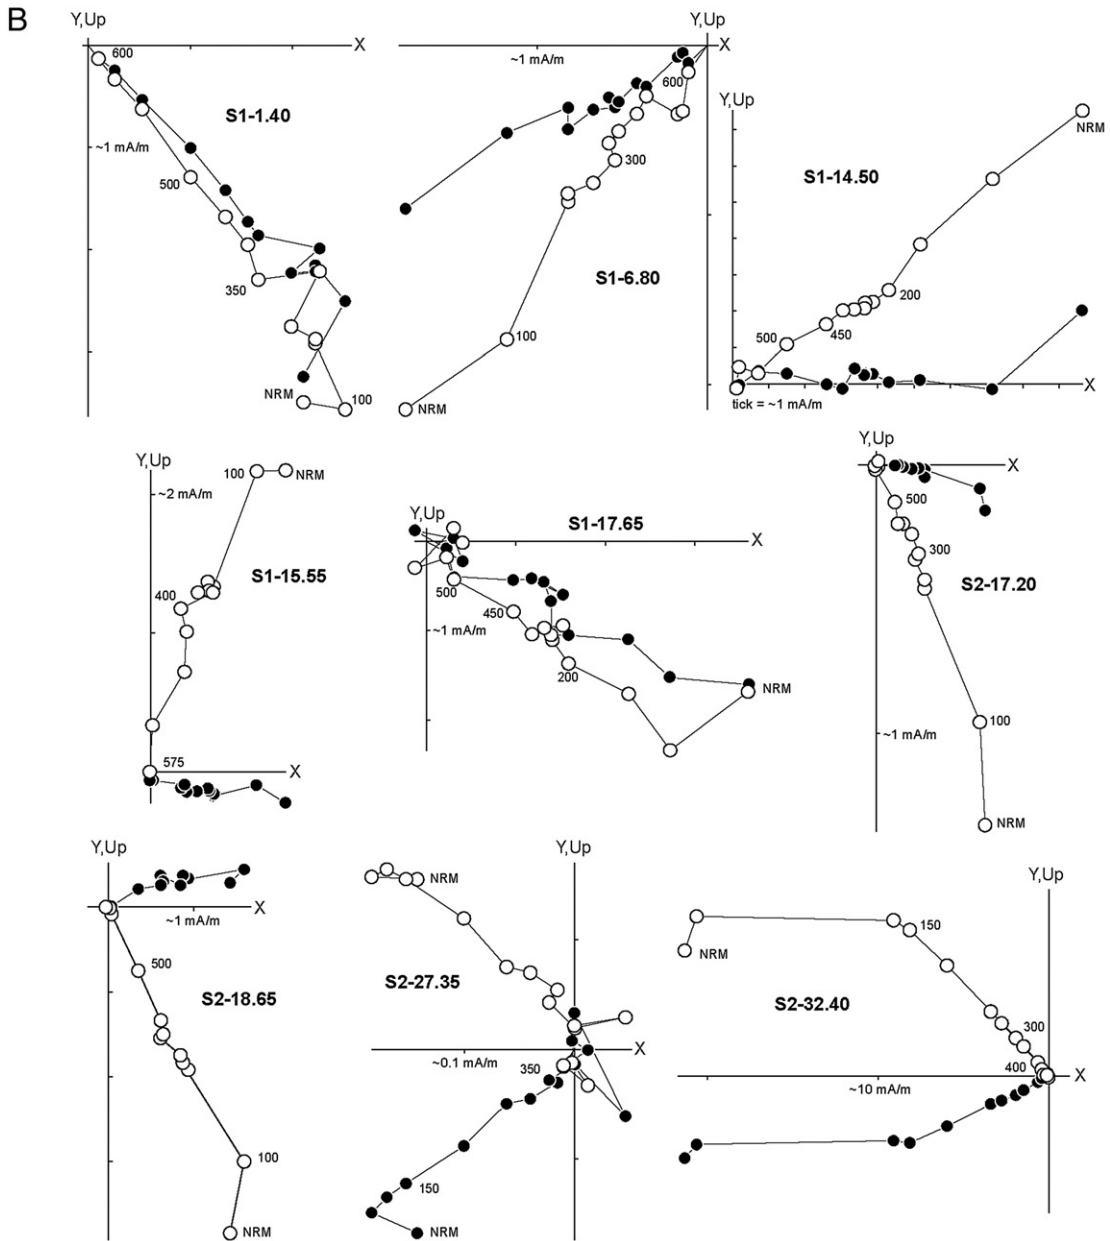 B
Y,Up
X
600
~1 mA/m
S1-1.40
500
350
NRM
100
Y,Up
X
~1 mA/m
600
300
S1-6.80
100
NRM
Y,Up
NRM
S1-14.50
200
450
500
X
tick = ~1 mA/m
Y,Up
100
NRM
~2 mA/m
S1-15.55
400
575
X
Y,Up
S1-17.65
X
500
450
~1 mA/m
200
NRM
Y,Up
X
500
300
S2-17.20
100
~1 mA/m
NRM
Y,Up
X
~1 mA/m
500
S2-18.65
100
NRM
Y,Up
NRM
S2-27.35
X
~0.1 mA/m
350
150
NRM
Y,Up
150
NRM
S2-32.40
300
400
X
~10 mA/m